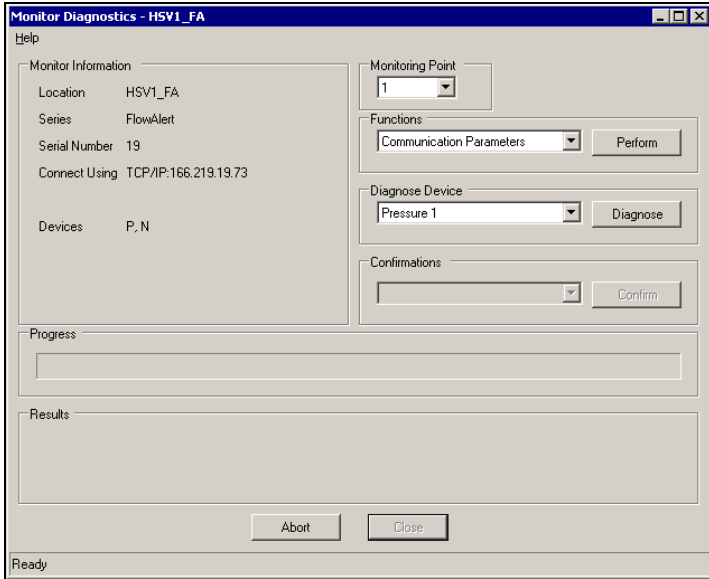 Monitor Diagnostics - HSV1_FA
Help
Monitor Information
Location HSV1_FA
Series FlowAlert
Serial Number 19
Connect Using TCP/IP:166.219.19.73
Devices P, N
Monitoring Point
1
Functions
Communication Parameters Perform
Diagnose Device
Pressure 1 Diagnose
Confirmations
Confirm
Progress
Results
Abort Close
Ready